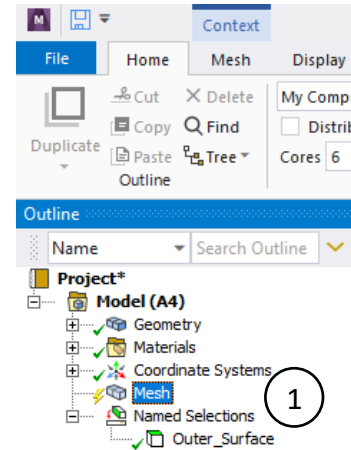 M
Context
File Home Mesh Display
Cut Delete My Comp
Duplicate Copy Find Distrib
Paste Tree Cores 6
Outline
Outline
Name Search Outline
Project*
Model (A4)
Geometry
Materials
Coordinate Systems
Mesh 1
Named Selections
Outer_Surface